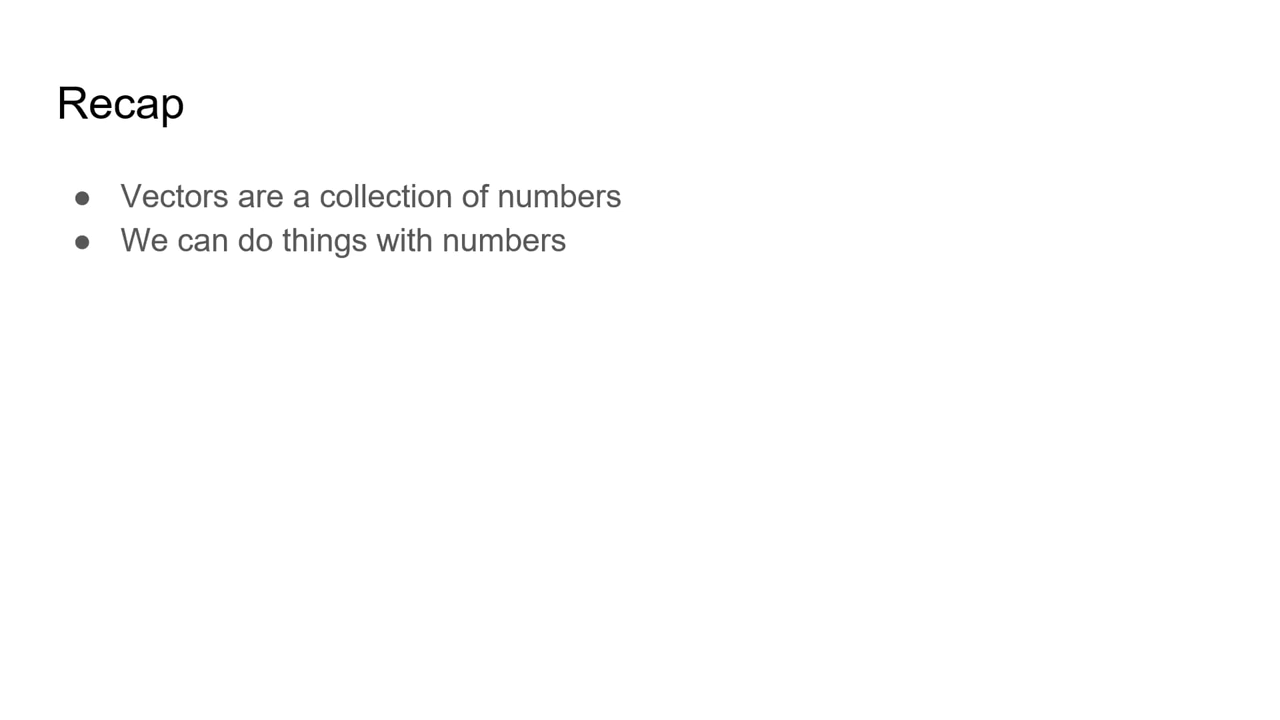 Recap
● Vectors are a collection of numbers
● We can do things with numbers